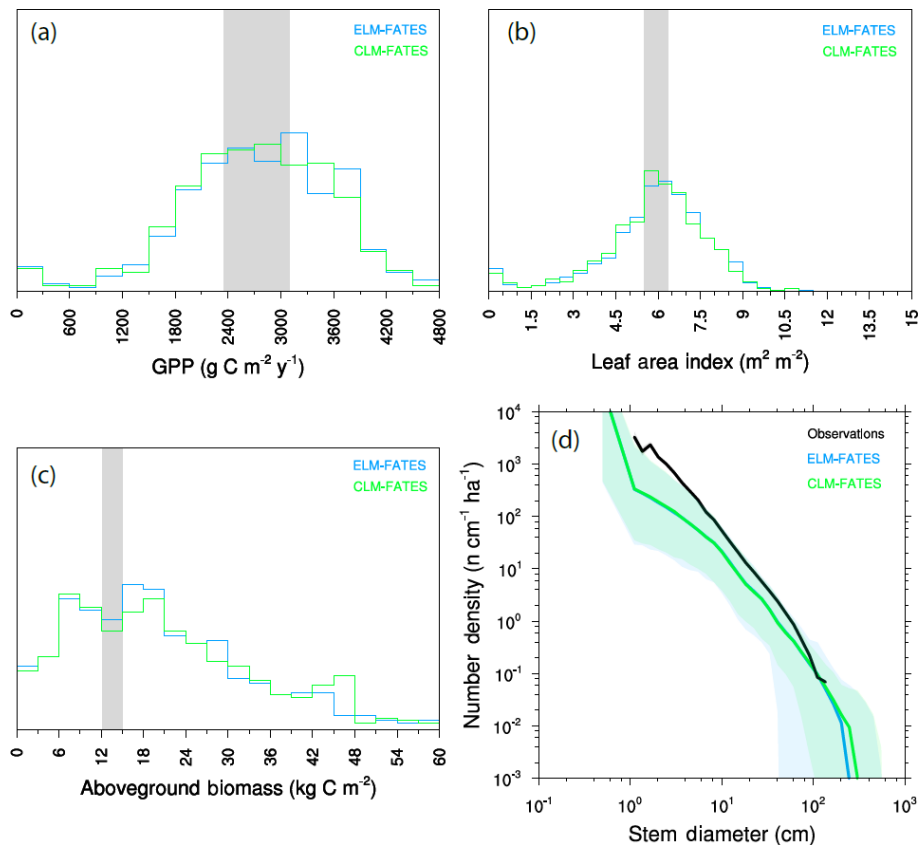 (a)
ELM-FATES
CLM-FATES
0 600 1200 1800 2400 3000 3600 4200 4800
GPP (g C m⁻² y⁻¹)
(b)
ELM-FATES
CLM-FATES
0 1.5 3 4.5 6 7.5 9 10.5 12 13.5 15
Leaf area index (m² m⁻²)
(c)
ELM-FATES
CLM-FATES
0 6 12 18 24 30 36 42 48 54 60
Aboveground biomass (kg C m⁻²)
(d)
Observations
ELM-FATES
CLM-FATES
Number density (n cm⁻¹ ha⁻¹)
10⁴
10³
10²
10¹
10⁰
10⁻¹
10⁻²
10⁻³
10⁻¹ 10⁰ 10¹ 10² 10³
Stem diameter (cm)